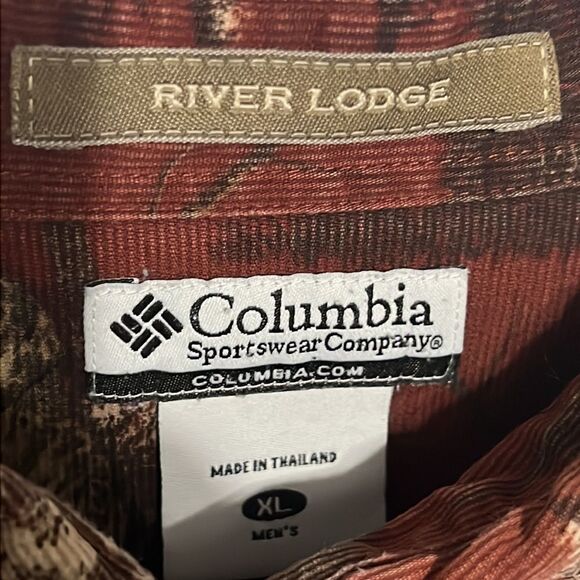 RIVER LODGE
Columbia
Sportswear Company®
COLUMBIA.COM
MADE IN THAILAND
XL
MEN'S